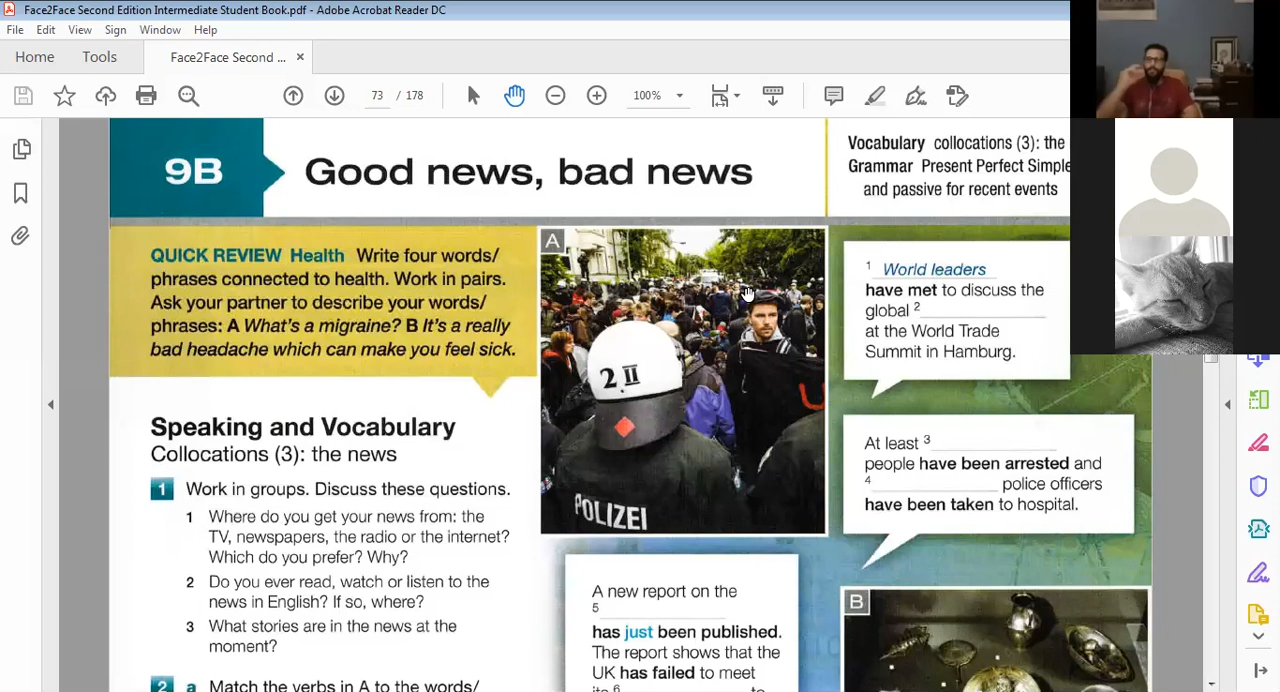 Face2Face Second Edition Intermediate Student Book.pdf - Adobe Acrobat Reader DC
File Edit View Sign Window Help
Home Tools Face2Face Second ... ×
73 / 178 100%
9B Good news, bad news
Vocabulary collocations (3): the
Grammar Present Perfect Simple
and passive for recent events
QUICK REVIEW Health Write four words/
phrases connected to health. Work in pairs.
Ask your partner to describe your words/
phrases: A What's a migraine? B It's a really
bad headache which can make you feel sick.
Speaking and Vocabulary
Collocations (3): the news
1 Work in groups. Discuss these questions.
1 Where do you get your news from: the
TV, newspapers, the radio or the internet?
Which do you prefer? Why?
2 Do you ever read, watch or listen to the
news in English? If so, where?
3 What stories are in the news at the
moment?
2 a Match the verbs in A to the words/
A
2 II
POLIZEI
1 World leaders
have met to discuss the
global 2
at the World Trade
Summit in Hamburg.
At least 3
people have been arrested and
4 police officers
have been taken to hospital.
A new report on the
5
has just been published.
The report shows that the
UK has failed to meet
its 6 to
B